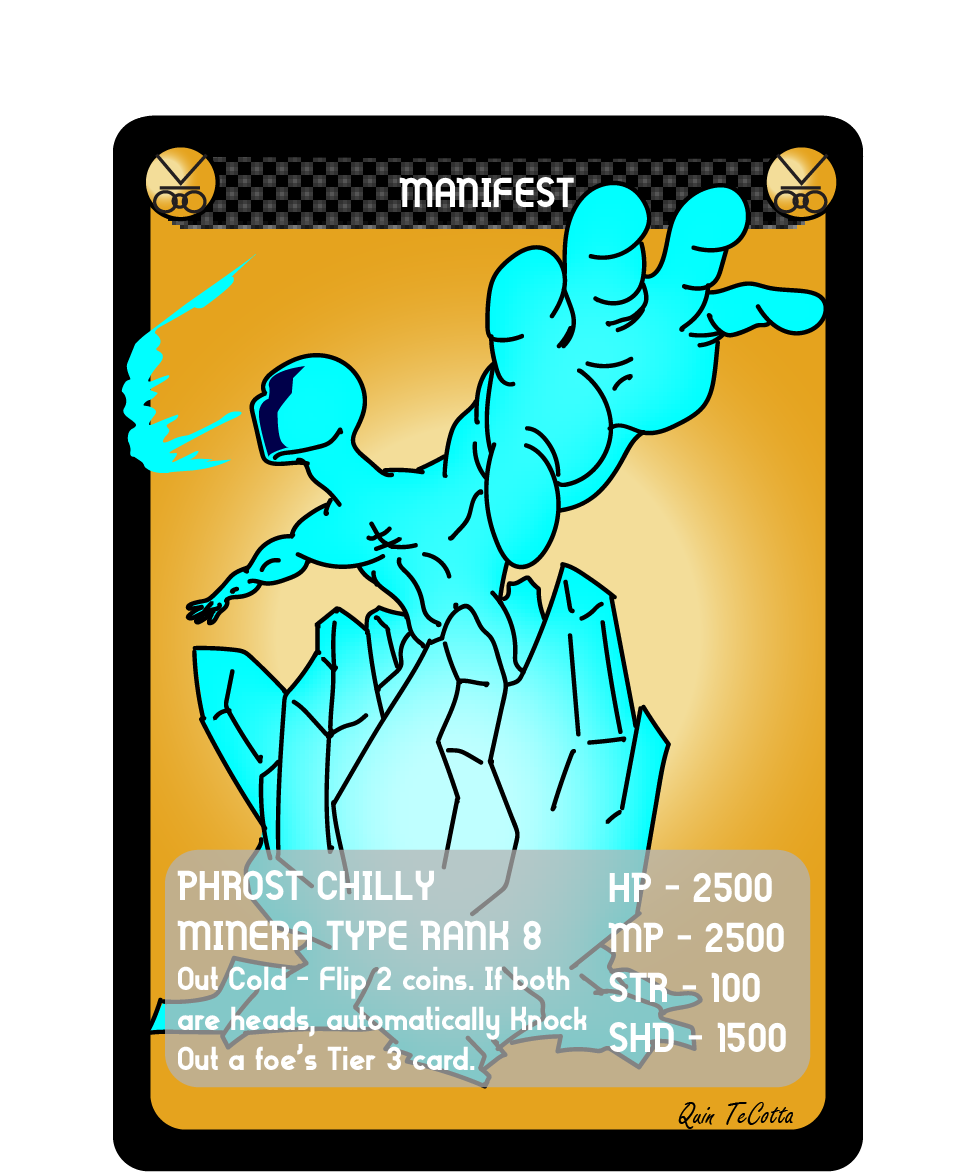 MANIFEST
PHROST CHILLY
MINERA TYPE RANK 8
Out Cold - Flip 2 coins. If both
are heads, automatically Knock
Out a foe's Tier 3 card.
HP - 2500
MP - 2500
STR - 100
SHD - 1500
Quin TeCotta